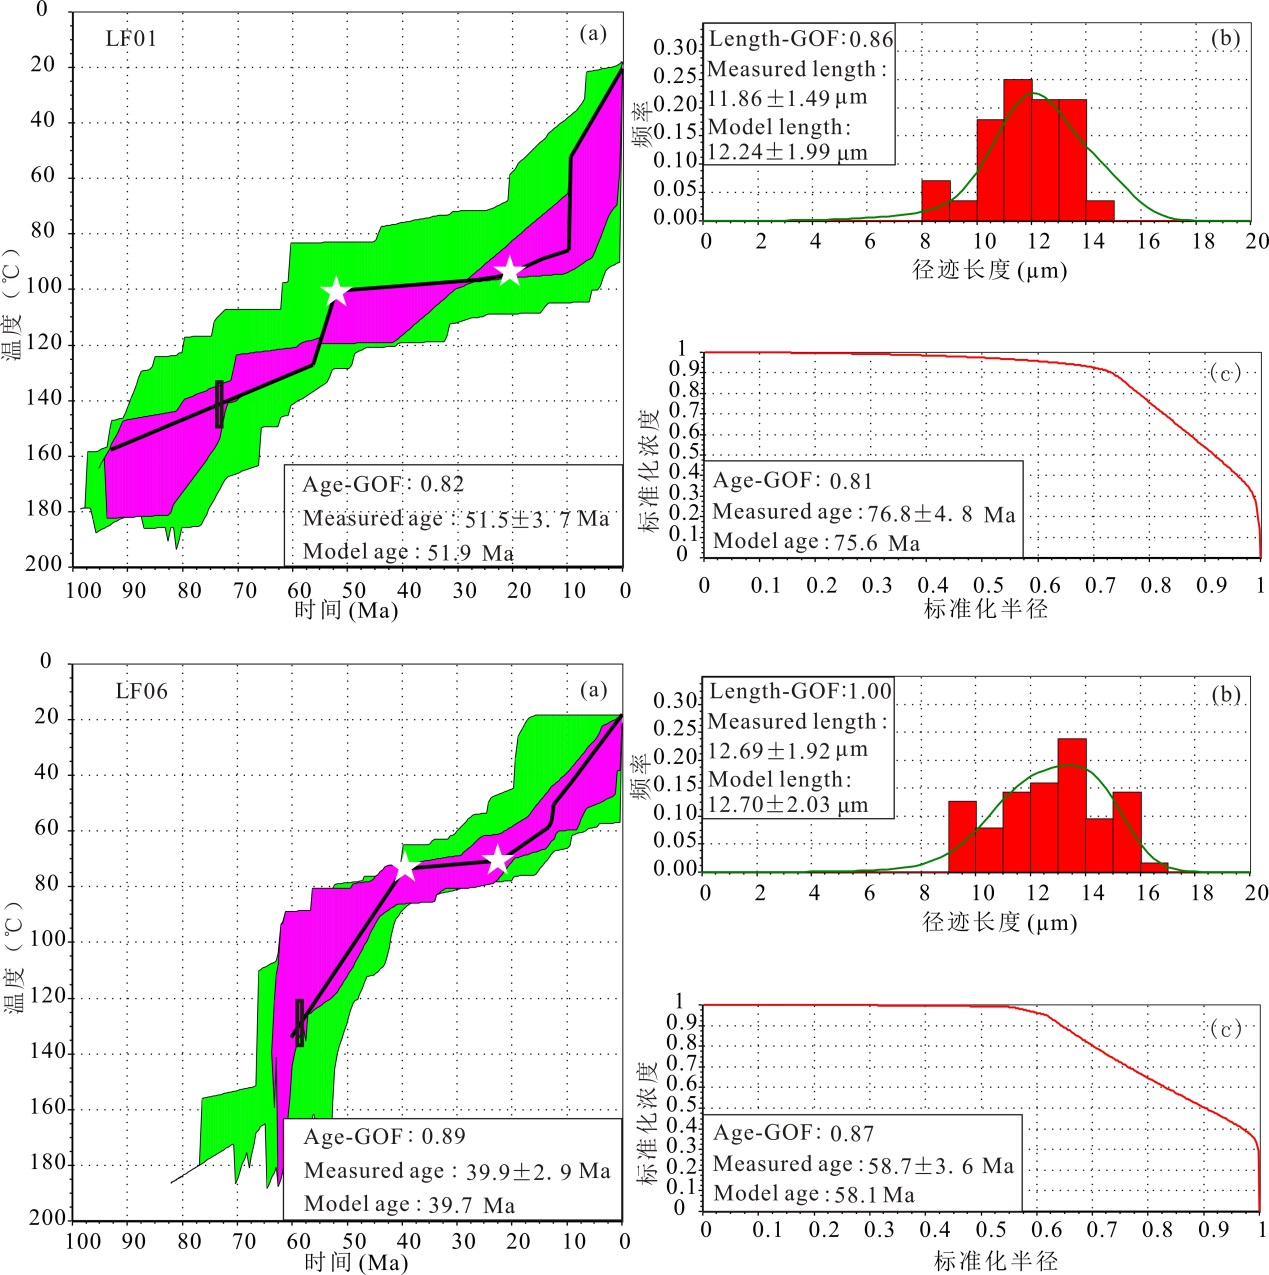 LF01
(a)
0
20
40
60
80
100
120
140
160
180
200
温度 (℃)
Age-GOF: 0.82
Measured age : 51.5±3.7 Ma
Model age : 51.9 Ma
100 90 80 70 60 50 40 30 20 10 0
时间 (Ma)
(b)
Length-GOF:0.86
Measured length :
11.86±1.49 μm
Model length:
12.24±1.99 μm
0.30
0.25
0.20
0.15
0.10
0.05
0.00
频率
0 2 4 6 8 10 12 14 16 18 20
径迹长度 (μm)
(c)
1
0.9
0.8
0.7
0.6
0.5
0.4
0.3
0.2
0.1
0
标准化浓度
Age-GOF: 0.81
Measured age :76.8±4.8 Ma
Model age :75.6 Ma
0 0.1 0.2 0.3 0.4 0.5 0.6 0.7 0.8 0.9 1
标准化半径
LF06
(a)
0
20
40
60
80
100
120
140
160
180
200
温度 (℃)
Age-GOF: 0.89
Measured age : 39.9±2.9 Ma
Model age : 39.7 Ma
100 90 80 70 60 50 40 30 20 10 0
时间 (Ma)
(b)
Length-GOF:1.00
Measured length :
12.69±1.92 μm
Model length:
12.70±2.03 μm
0.30
0.25
0.20
0.15
0.10
0.05
0.00
频率
0 2 4 6 8 10 12 14 16 18 20
径迹长度 (μm)
(c)
1
0.9
0.8
0.7
0.6
0.5
0.4
0.3
0.2
0.1
0
标准化浓度
Age-GOF: 0.87
Measured age :58.7±3.6 Ma
Model age :58.1 Ma
0 0.1 0.2 0.3 0.4 0.5 0.6 0.7 0.8 0.9 1
标准化半径